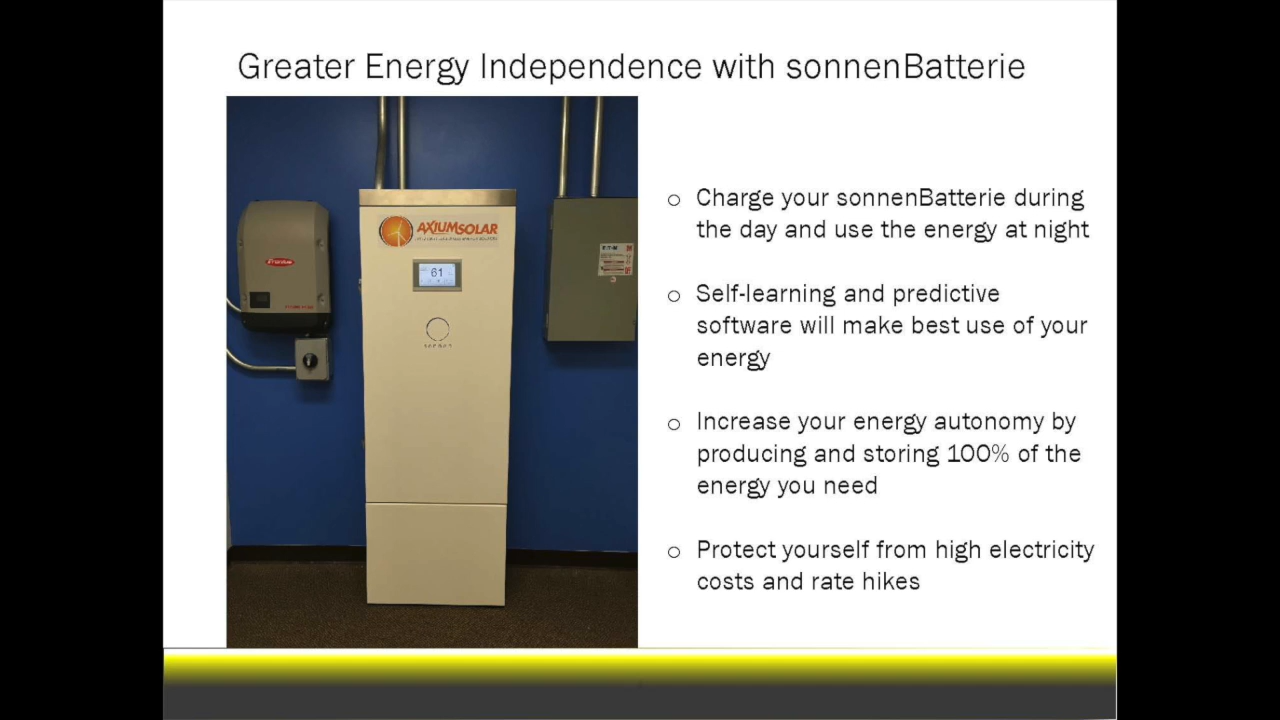 Greater Energy Independence with sonnenBatterie
AXIUMSOLAR
61
Fronius
EATON
○ Charge your sonnenBatterie during
the day and use the energy at night
○ Self-learning and predictive
software will make best use of your
energy
○ Increase your energy autonomy by
producing and storing 100% of the
energy you need
○ Protect yourself from high electricity
costs and rate hikes